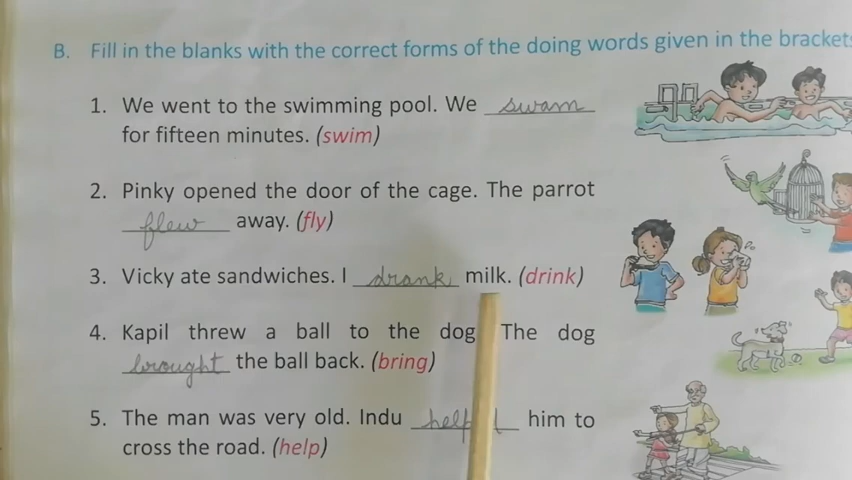 B. Fill in the blanks with the correct forms of the doing words given in the brackets
1. We went to the swimming pool. We swam
for fifteen minutes. (swim)
2. Pinky opened the door of the cage. The parrot
flew away. (fly)
3. Vicky ate sandwiches. I drank milk. (drink)
4. Kapil threw a ball to the dog The dog
brought the ball back. (bring)
5. The man was very old. Indu him to
cross the road. (help)